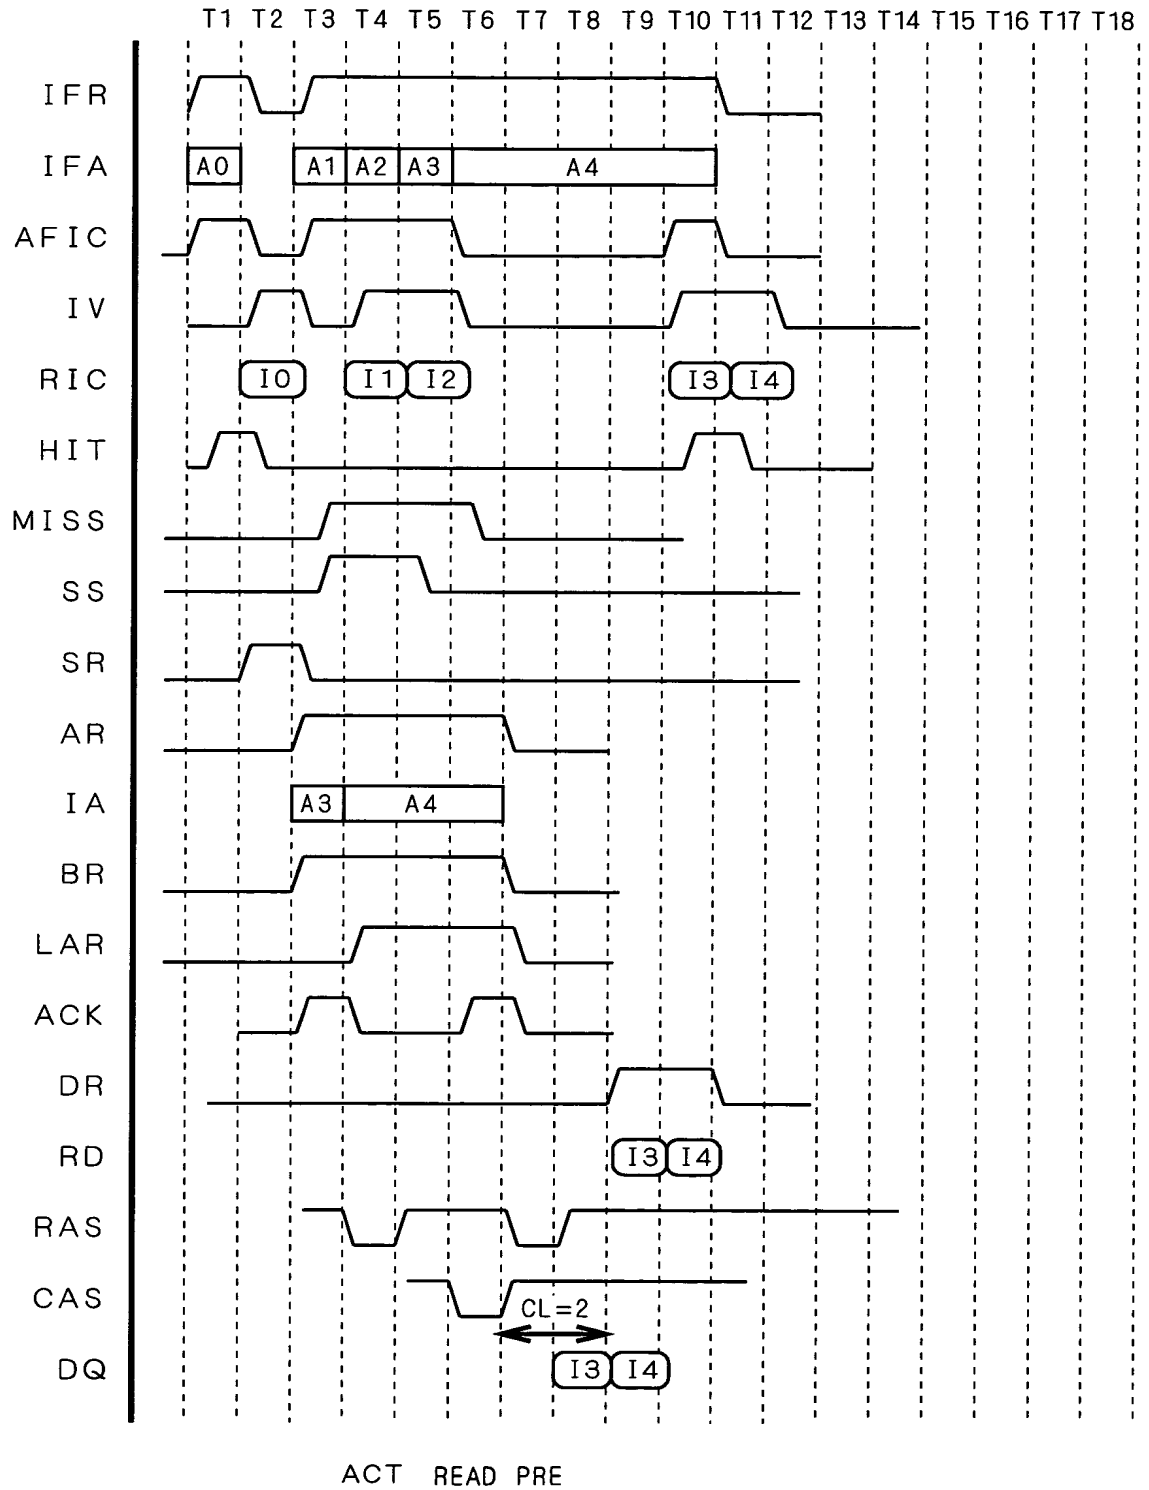 T1 T2 T3 T4 T5 T6 T7 T8 T9 T10 T11 T12 T13 T14 T15 T16 T17 T18
IFR
IFA A0 A1 A2 A3 A4
AFIC
IV
RIC I0 I1 I2 I3 I4
HIT
MISS
SS
SR
AR
IA A3 A4
BR
LAR
ACK
DR
RD I3 I4
RAS
CAS
CL=2
DQ I3 I4
ACT READ PRE